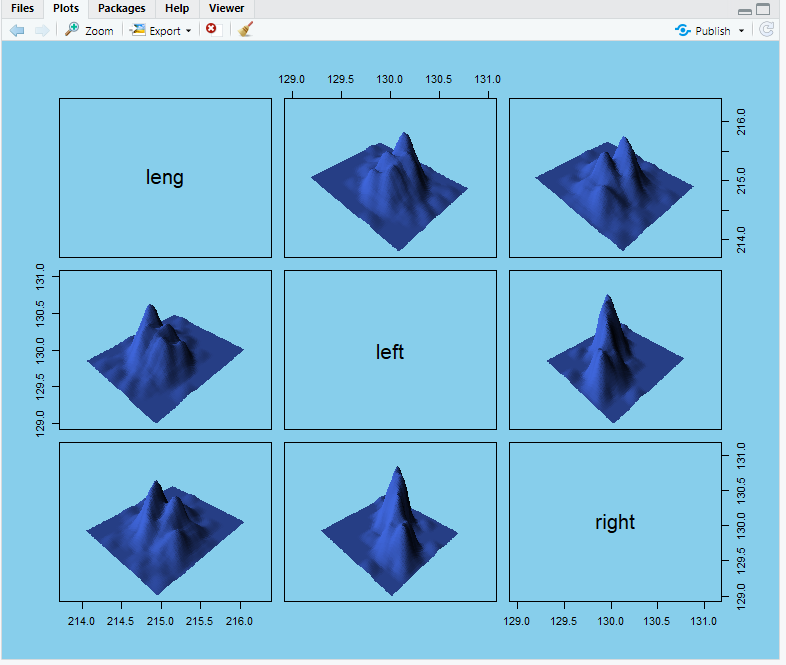 Files Plots Packages Help Viewer
Zoom Export Publish
129.0 129.5 130.0 130.5 131.0
leng
214.0 215.0 216.0
129.0 129.5 130.0 130.5 131.0
left
right
129.0 129.5 130.0 130.5 131.0
214.0 214.5 215.0 215.5 216.0
129.0 129.5 130.0 130.5 131.0